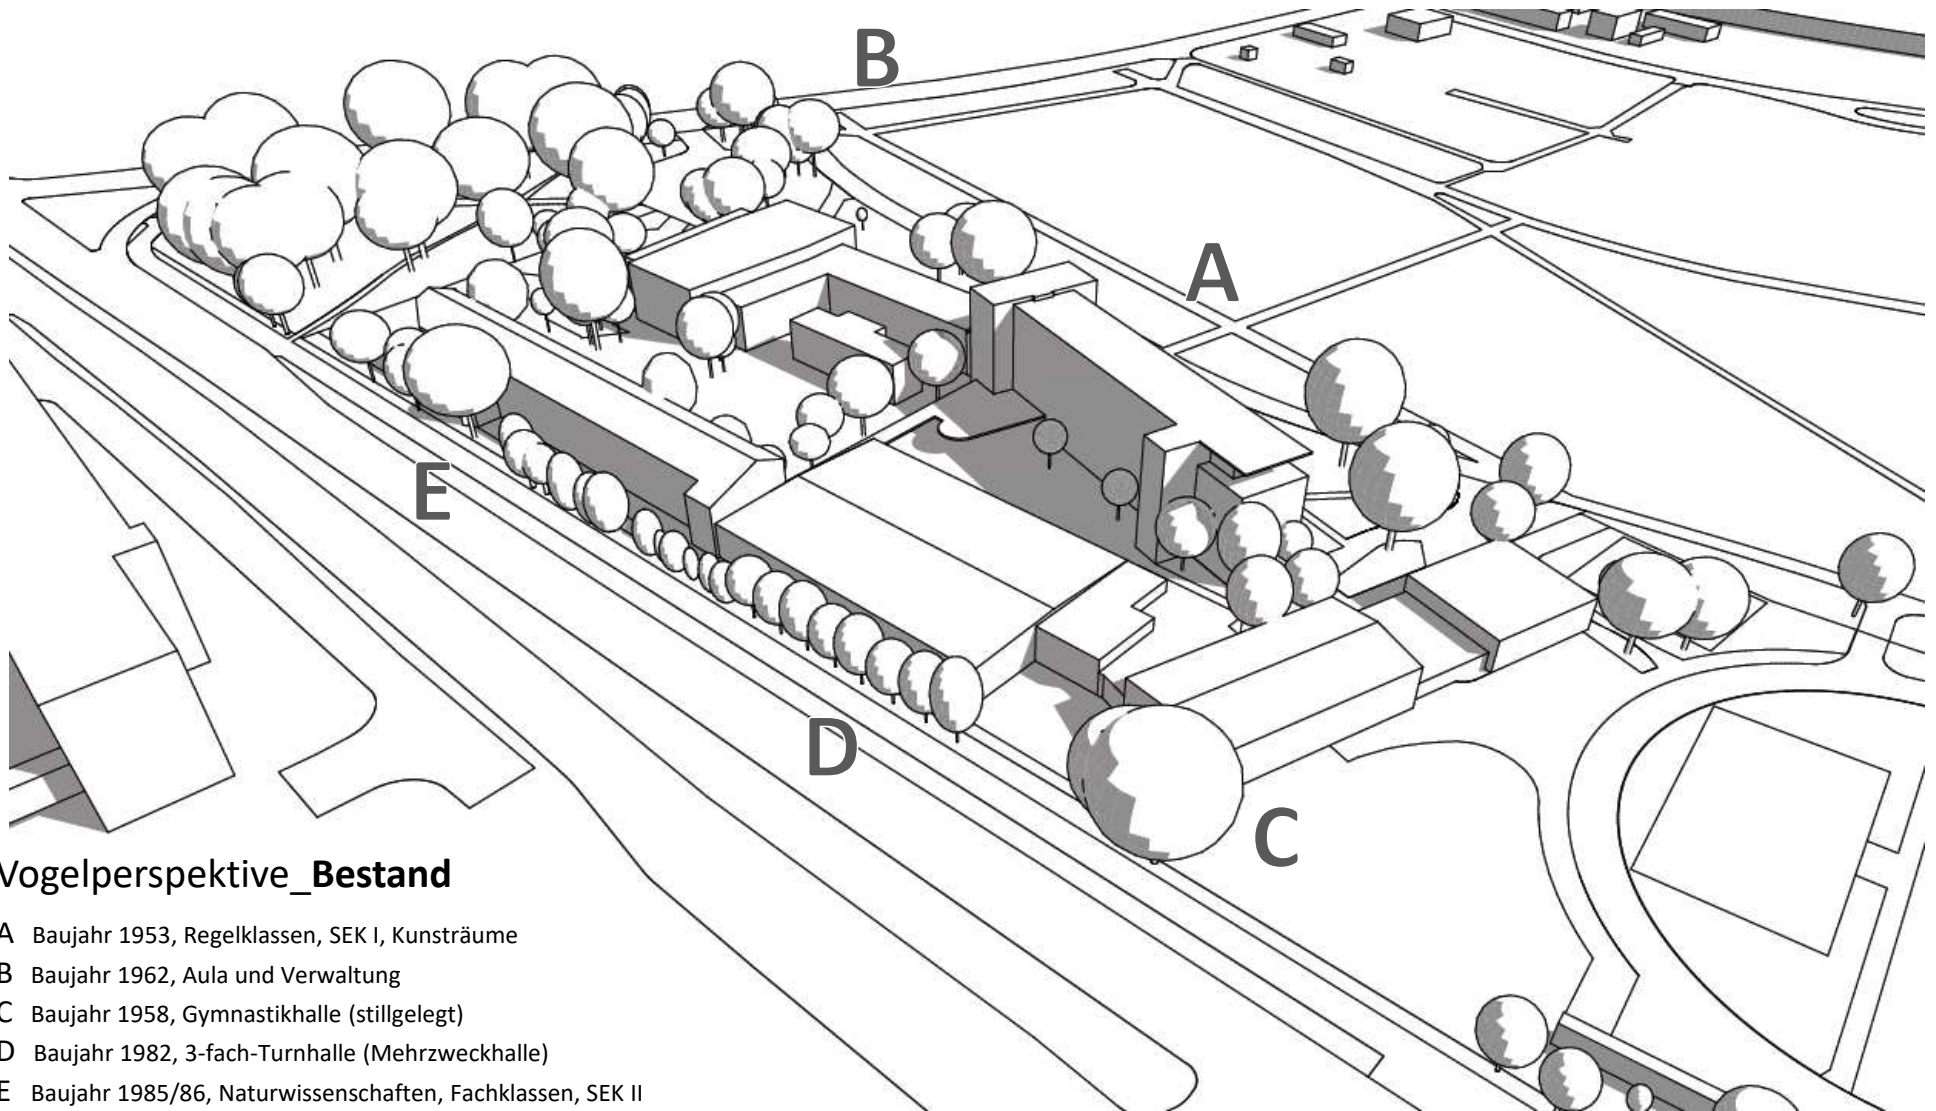 B
A
E
D
C
Vogelperspektive_Bestand
A Baujahr 1953, Regelklassen, SEK I, Kunsträume
B Baujahr 1962, Aula und Verwaltung
C Baujahr 1958, Gymnastikhalle (stillgelegt)
D Baujahr 1982, 3-fach-Turnhalle (Mehrzweckhalle)
E Baujahr 1985/86, Naturwissenschaften, Fachklassen, SEK II